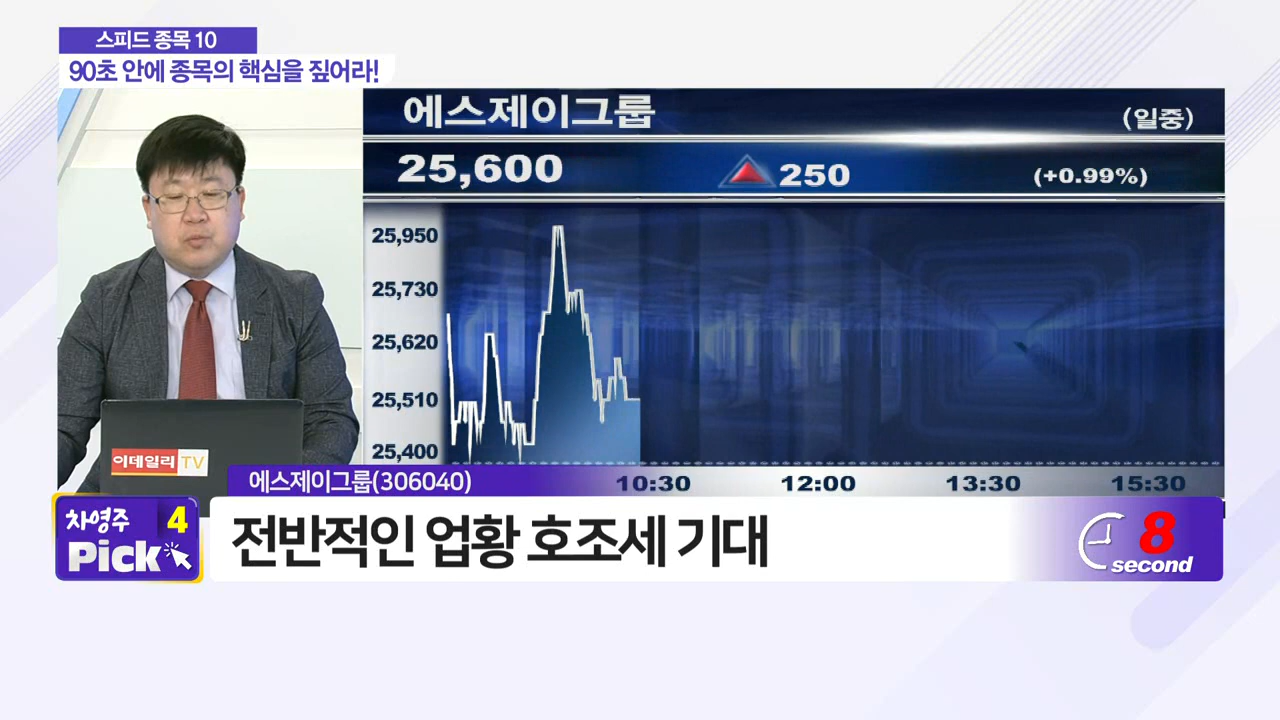 스피드 종목 10
90초 안에 종목의 핵심을 짚어라!
에스제이그룹
(일중)
25,600
250
(+0.99%)
25,950
25,730
25,620
25,510
25,400
10:30
12:00
13:30
15:30
이데일리 TV
에스제이그룹(306040)
차영주 4
Pick
전반적인 업황 호조세 기대
8
second